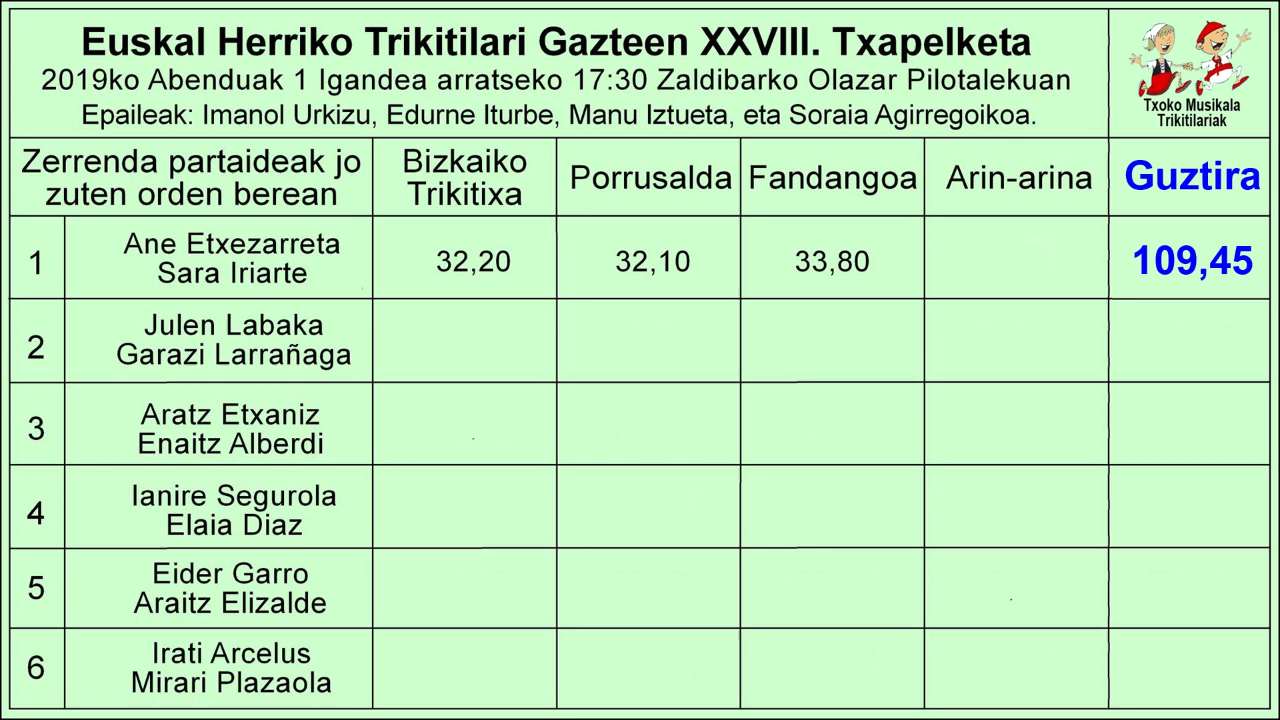 Euskal Herriko Trikitilari Gazteen XXVIII. Txapelketa
2019ko Abenduak 1 Igandea arratseko 17:30 Zaldibarko Olazar Pilotalekuan
Epaileak: Imanol Urkizu, Edurne Iturbe, Manu Iztueta, eta Soraia Agirregoikoa.
Txoko Musikala
Trikitilariak
Zerrenda partaideak jo
zuten orden berean
Bizkaiko
Trikitixa
Porrusalda
Fandangoa
Arin-arina
Guztira
1
Ane Etxezarreta
Sara Iriarte
32,20
32,10
33,80
109,45
2
Julen Labaka
Garazi Larrañaga
3
Aratz Etxaniz
Enaitz Alberdi
4
Ianire Segurola
Elaia Diaz
5
Eider Garro
Araitz Elizalde
6
Irati Arcelus
Mirari Plazaola